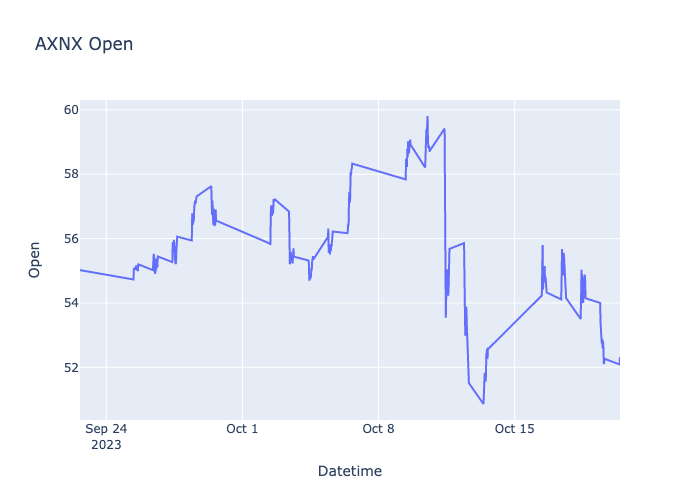 AXNX Open
60
58
56
54
52
Open
Sep 24
2023
Oct 1
Oct 8
Oct 15
Datetime